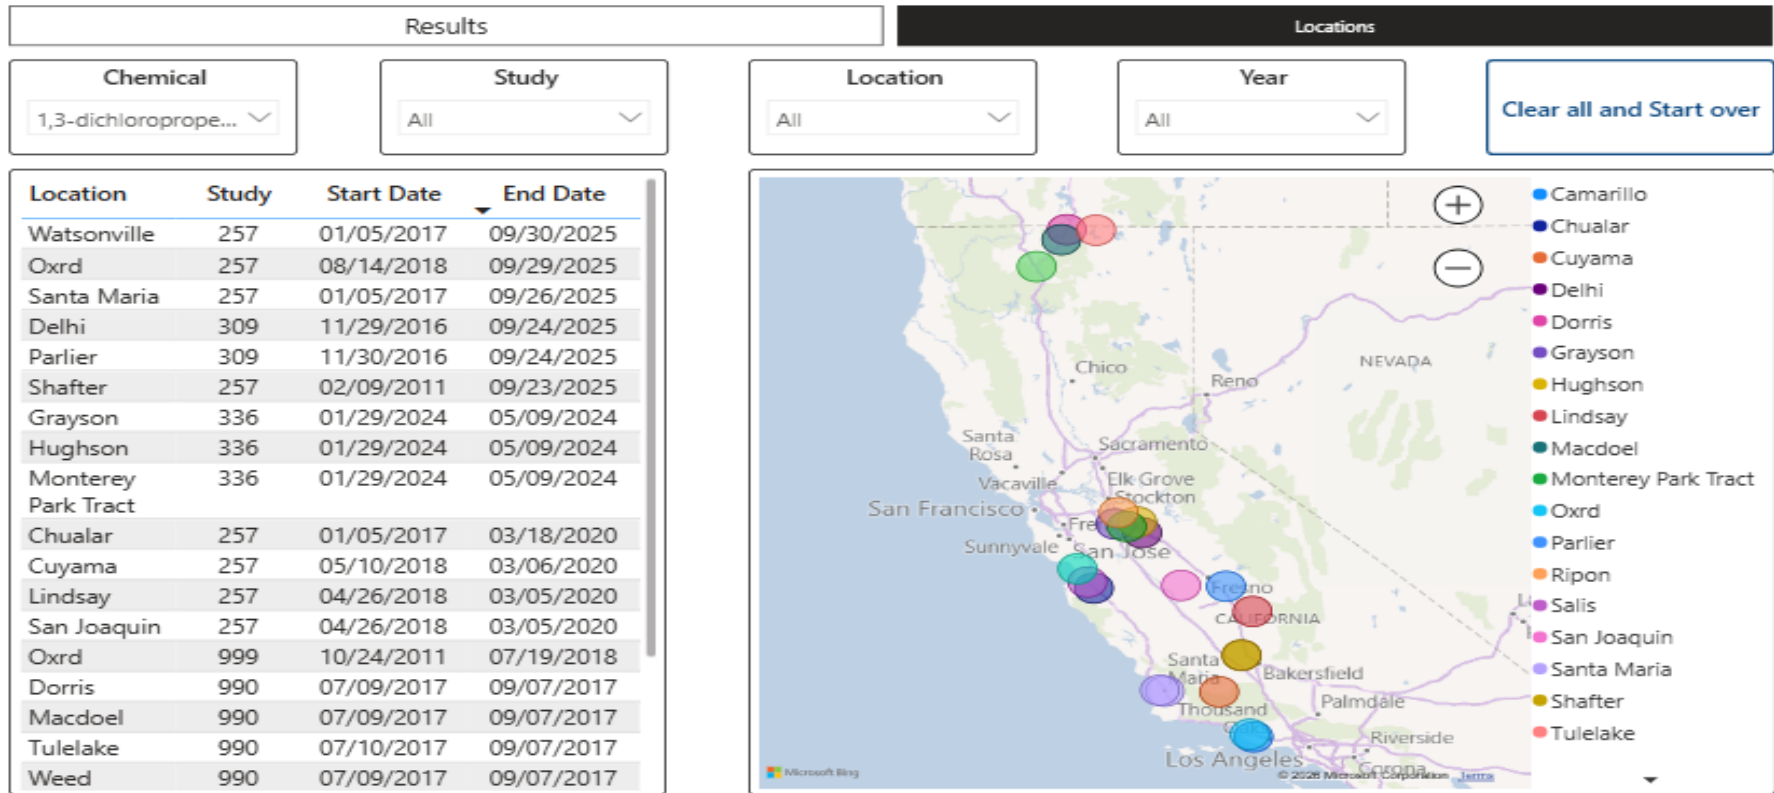 Results
Locations
Chemical
Study
Location
Year
Clear all and Start over
1,3-dichloroprope...
All
All
All
Location Study Start Date End Date
Watsonville 257 01/05/2017 09/30/2025
Oxrd 257 08/14/2018 09/29/2025
Santa Maria 257 01/05/2017 09/26/2025
Delhi 309 11/29/2016 09/24/2025
Parlier 309 11/30/2016 09/24/2025
Shafter 257 02/09/2011 09/23/2025
Grayson 336 01/29/2024 05/09/2024
Hughson 336 01/29/2024 05/09/2024
Monterey 336 01/29/2024 05/09/2024
Park Tract
Chualar 257 01/05/2017 03/18/2020
Cuyama 257 05/10/2018 03/06/2020
Lindsay 257 04/26/2018 03/05/2020
San Joaquin 257 04/26/2018 03/05/2020
Oxrd 999 10/24/2011 07/19/2018
Dorris 990 07/09/2017 09/07/2017
Macdoel 990 07/09/2017 09/07/2017
Tulelake 990 07/10/2017 09/07/2017
Weed 990 07/09/2017 09/07/2017
NEVADA
Chico
Reno
Santa
Rosa
Sacramento
Vacaville
Elk Grove
Stockton
San Francisco
Fre
Sunnyvale
San Jose
Fresno
CALIFORNIA
Santa
Maria
Bakersfield
Thousand
Oaks
Palmdale
Riverside
Los Angeles
Corona
Microsoft Bing
© 2026 Microsoft Corporation Terms
Camarillo
Chualar
Cuyama
Delhi
Dorris
Grayson
Hughson
Lindsay
Macdoel
Monterey Park Tract
Oxrd
Parlier
Ripon
Salis
San Joaquin
Santa Maria
Shafter
Tulelake